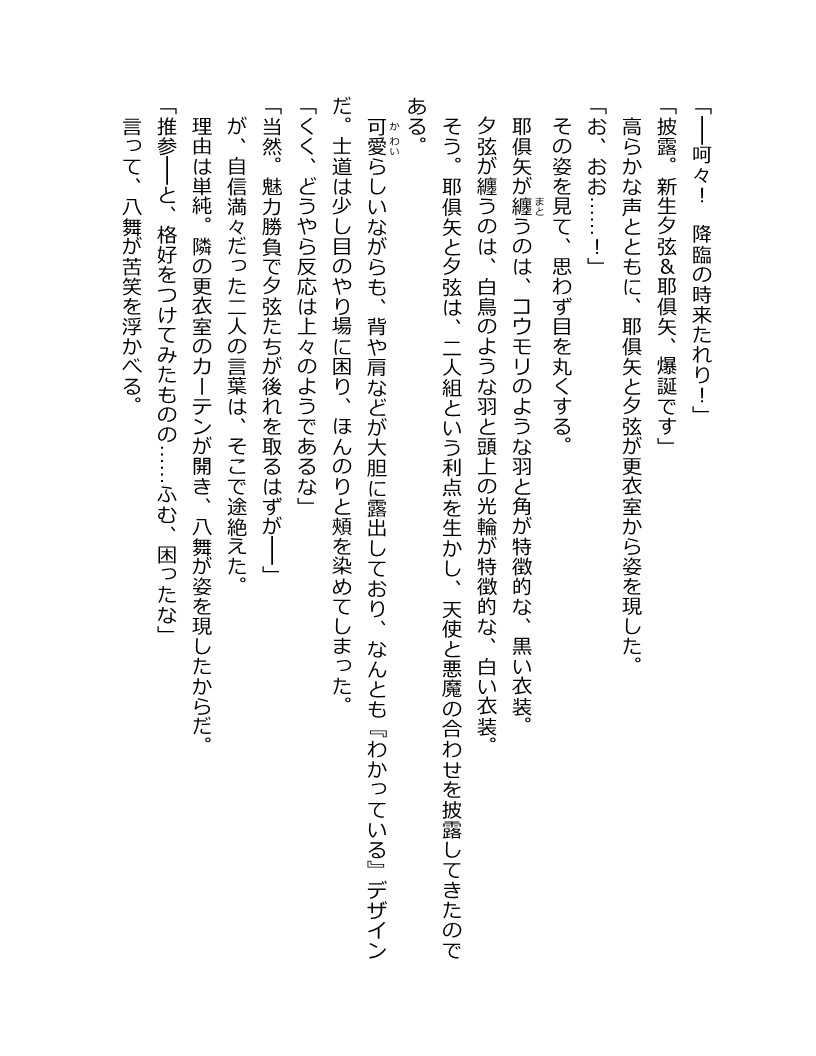 「――呵々!　降臨の時来たれり!」
「披露。新生夕弦&耶倶矢、爆誕です」
　高らかな声とともに、耶倶矢と夕弦が更衣室から姿を現した。
「お、おお……!」
　その姿を見て、思わず目を丸くする。
　耶倶矢が纏うのは、コウモリのような羽と角が特徴的な、黒い衣装。
　夕弦が纏うのは、白鳥のような羽と頭上の光輪が特徴的な、白い衣装。
　そう。耶倶矢と夕弦は、二人組という利点を生かし、天使と悪魔の合わせを披露してきたので
ある。
　可愛らしいながらも、背や肩などが大胆に露出しており、なんとも『わかっている』デザイン
だ。士道は少し目のやり場に困り、ほんのりと頰を染めてしまった。
「くく、どうやら反応は上々のようであるな」
「当然。魅力勝負で夕弦たちが後れを取るはずが――」
　が、自信満々だった二人の言葉は、そこで途絶えた。
　理由は単純。隣の更衣室のカーテンが開き、八舞が姿を現したからだ。
「推参――と、格好をつけてみたものの……ふむ、困ったな」
　言って、八舞が苦笑を浮かべる。